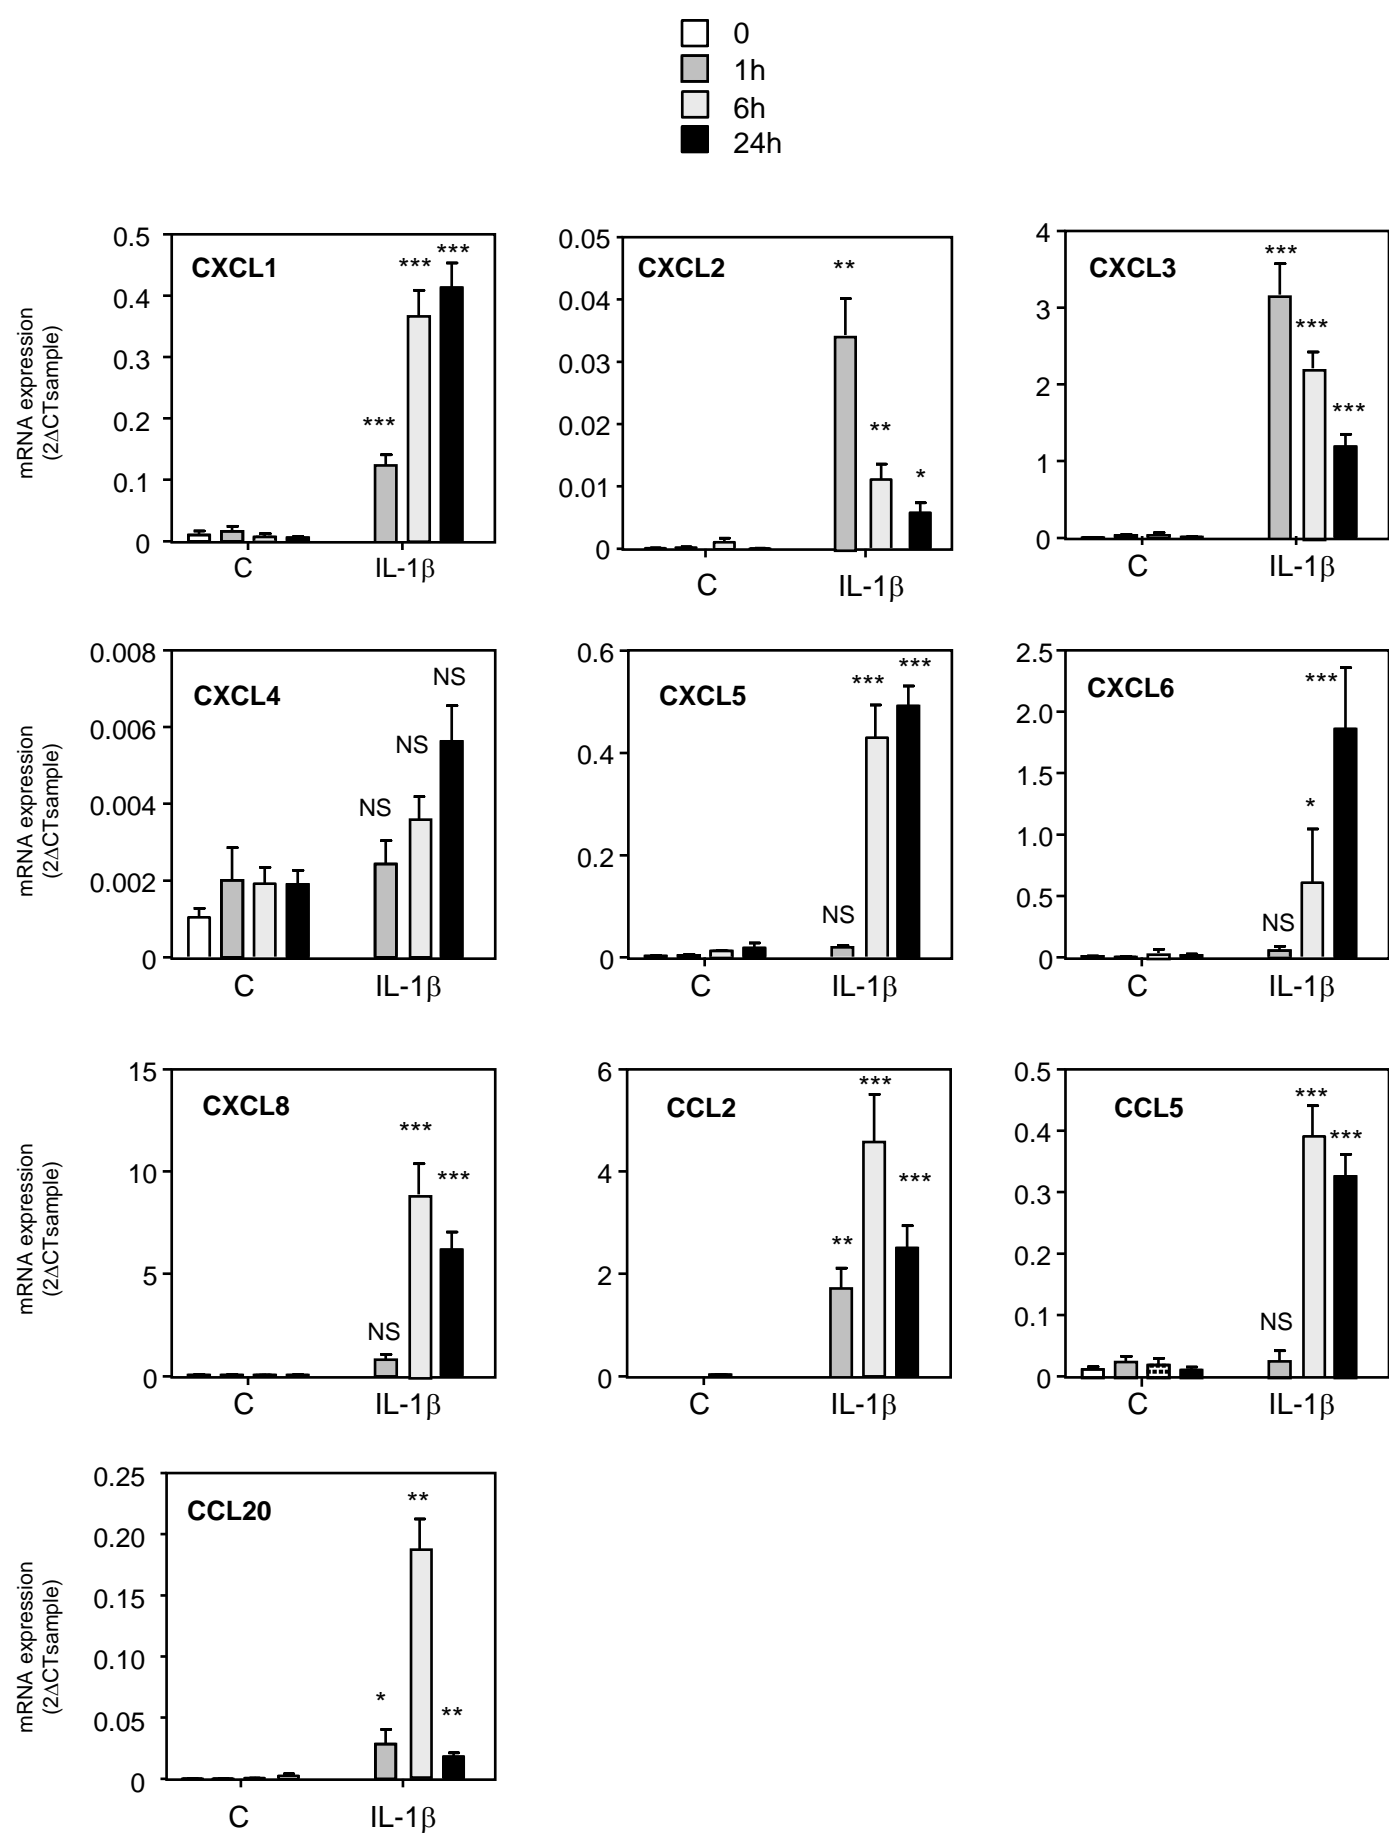 0
1h
6h
24h
mRNA expression
(2ΔCTsample)
0.5
0.4
0.3
0.2
0.1
0
CXCL1
***
***
***
C
IL-1β
0.05
0.04
0.03
0.02
0.01
0
CXCL2
**
**
*
C
IL-1β
4
3
2
1
0
CXCL3
***
***
***
C
IL-1β
mRNA expression
(2ΔCTsample)
0.008
0.006
0.004
0.002
0
CXCL4
NS
NS
NS
C
IL-1β
0.6
0.4
0.2
0
CXCL5
NS
***
***
C
IL-1β
2.5
2.0
1.5
1.0
0.5
0
CXCL6
NS
*
***
C
IL-1β
mRNA expression
(2ΔCTsample)
15
10
5
0
CXCL8
NS
***
***
C
IL-1β
6
4
2
0
CCL2
**
***
***
C
IL-1β
0.5
0.4
0.3
0.2
0.1
0
CCL5
NS
***
***
C
IL-1β
mRNA expression
(2ΔCTsample)
0.25
0.20
0.15
0.10
0.05
0
CCL20
*
**
**
C
IL-1β